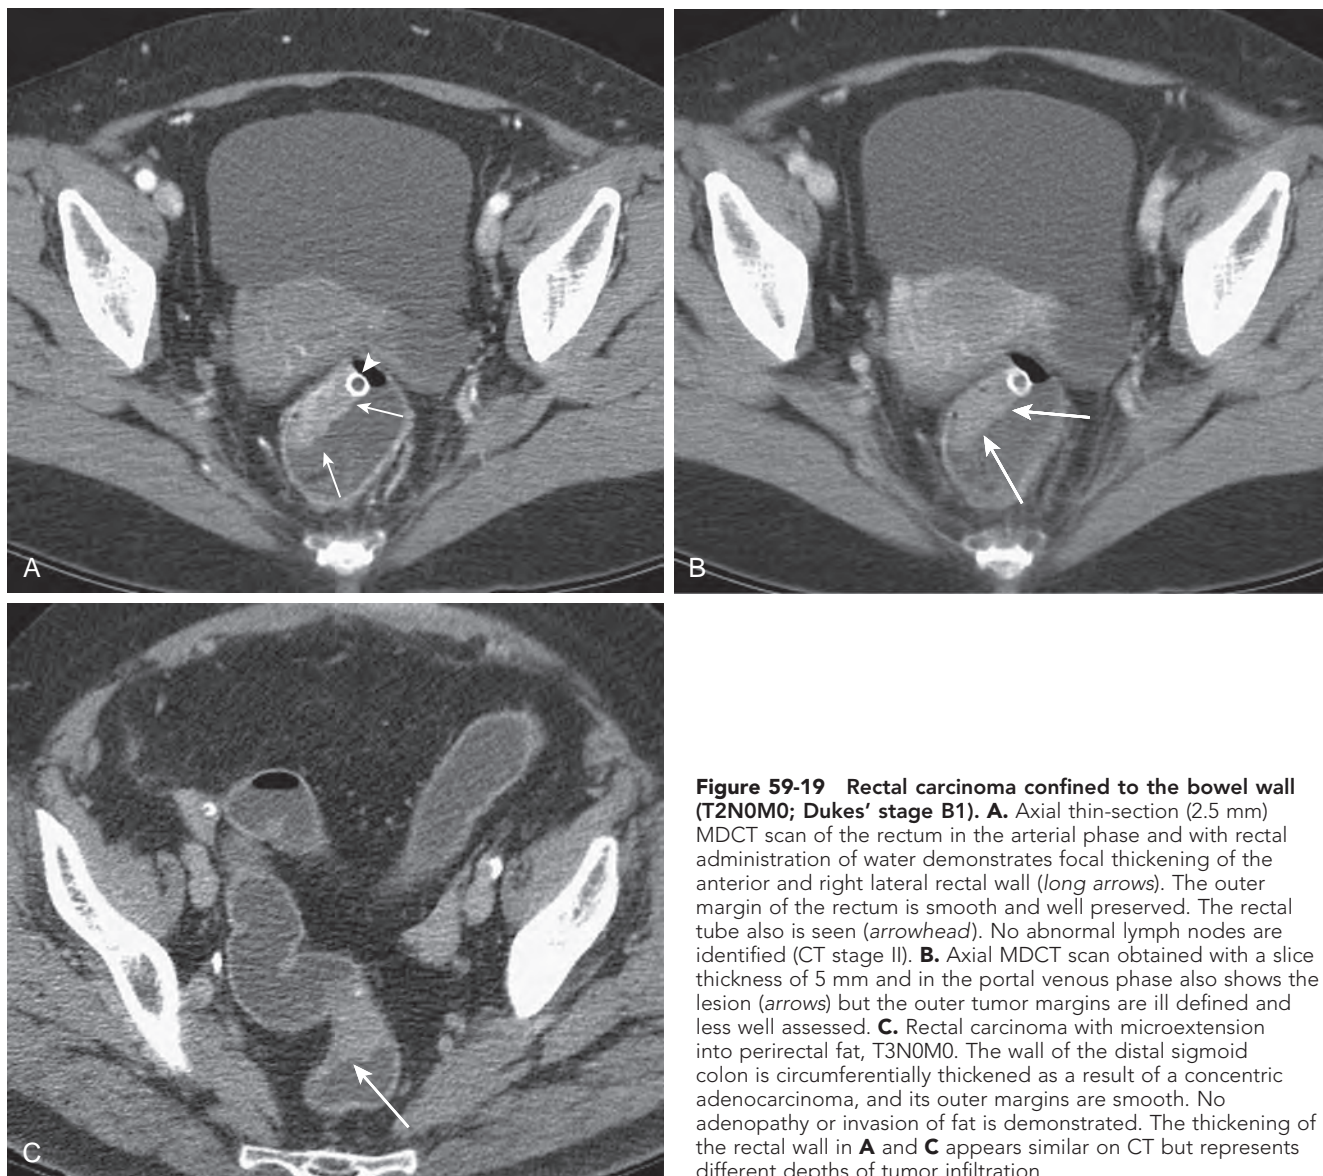 A
B
C
Figure 59-19 Rectal carcinoma confined to the bowel wall
(T2N0M0; Dukes’ stage B1). A. Axial thin-section (2.5 mm)
MDCT scan of the rectum in the arterial phase and with rectal
administration of water demonstrates focal thickening of the
anterior and right lateral rectal wall (long arrows). The outer
margin of the rectum is smooth and well preserved. The rectal
tube also is seen (arrowhead). No abnormal lymph nodes are
identified (CT stage II). B. Axial MDCT scan obtained with a slice
thickness of 5 mm and in the portal venous phase also shows the
lesion (arrows) but the outer tumor margins are ill defined and
less well assessed. C. Rectal carcinoma with microextension
into perirectal fat, T3N0M0. The wall of the distal sigmoid
colon is circumferentially thickened as a result of a concentric
adenocarcinoma, and its outer margins are smooth. No
adenopathy or invasion of fat is demonstrated. The thickening of
the rectal wall in A and C appears similar on CT but represents
different depths of tumor infiltration.